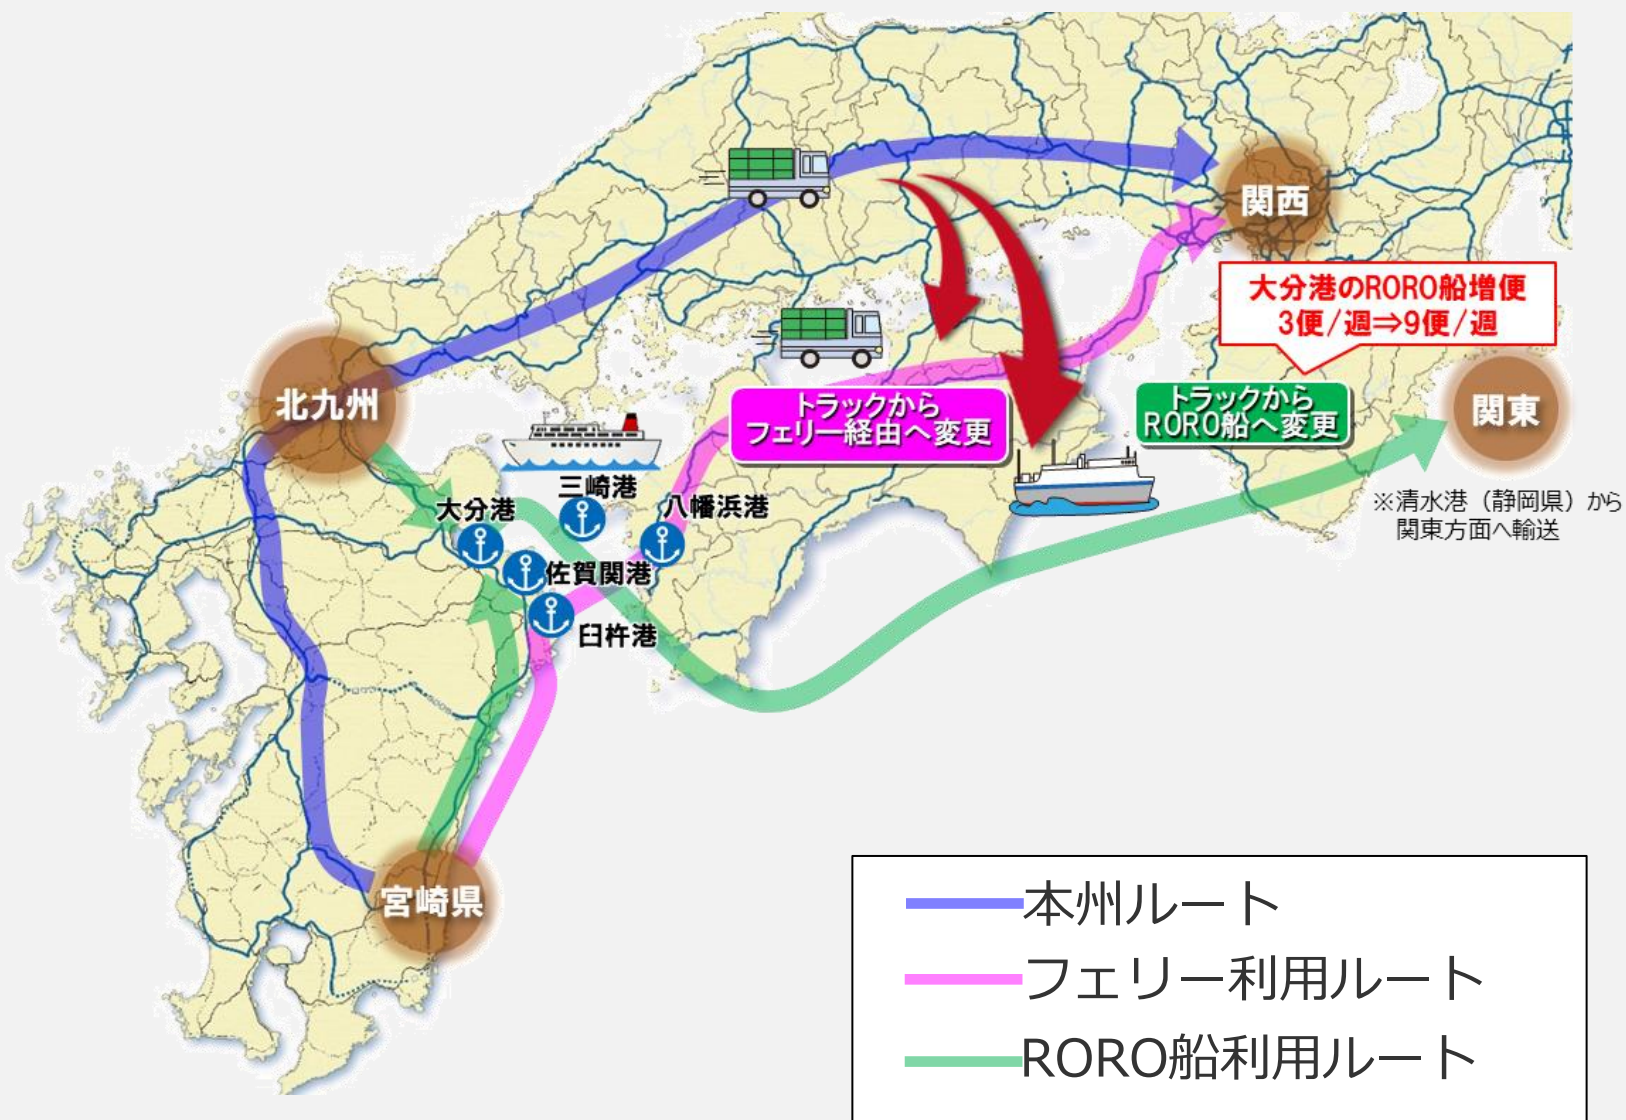 関西
大分港のRORO船増便
3便/週⇒9便/週
北九州
トラックから
フェリー経由へ変更
トラックから
RORO船へ変更
関東
※清水港（静岡県）から
関東方面へ輸送
三崎港
大分港
八幡浜港
佐賀関港
臼杵港
宮崎県
本州ルート
フェリー利用ルート
RORO船利用ルート